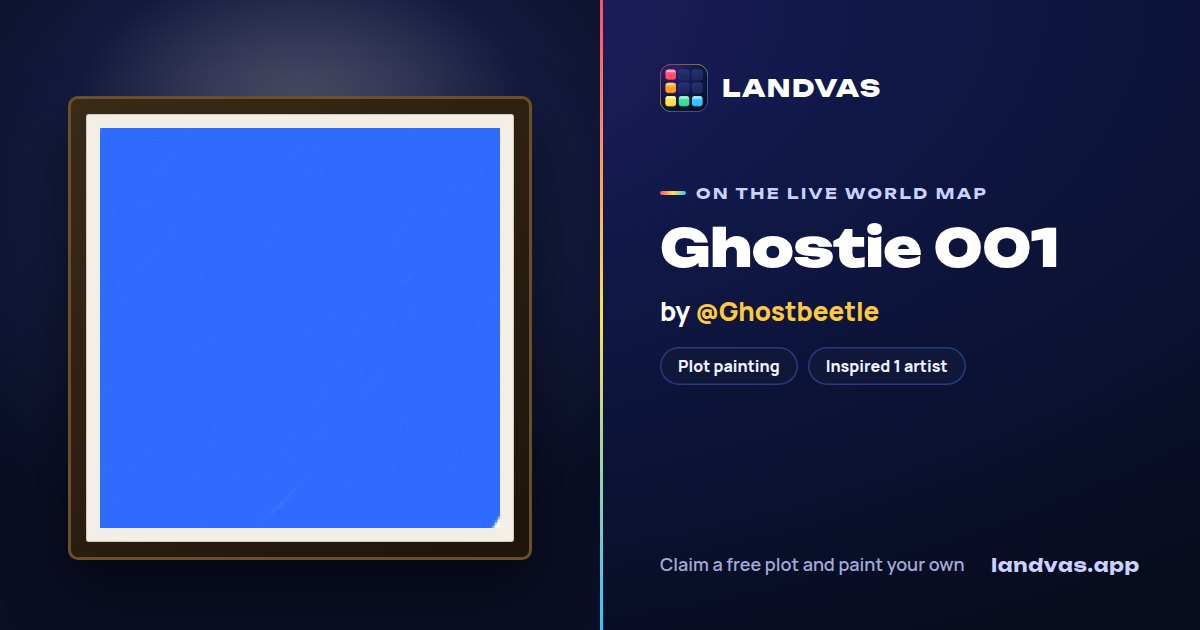 LANDVAS
ON THE LIVE WORLD MAP
Ghostie 001
by @Ghostbeetle
Plot painting
Inspired 1 artist
Claim a free plot and paint your own
landvas.app